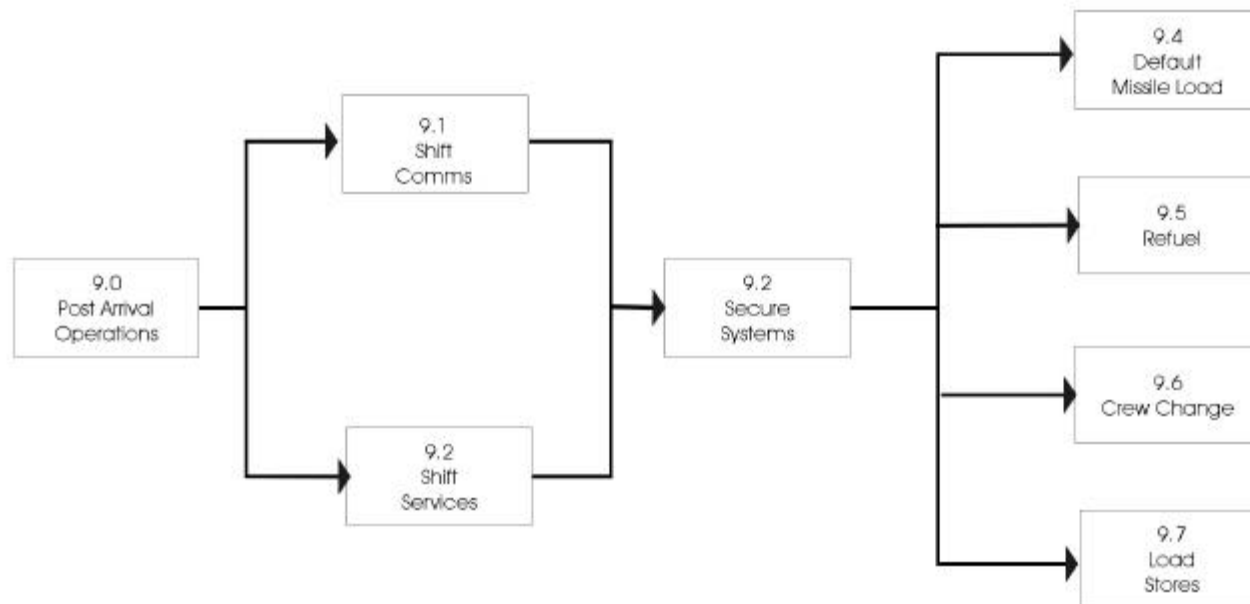 9.0
Post Arrival
Operations
9.1
Shift
Comms
9.2
Shift
Services
9.2
Secure
Systems
9.4
Default
Missile Load
9.5
Refuel
9.6
Crew Change
9.7
Load
Stores